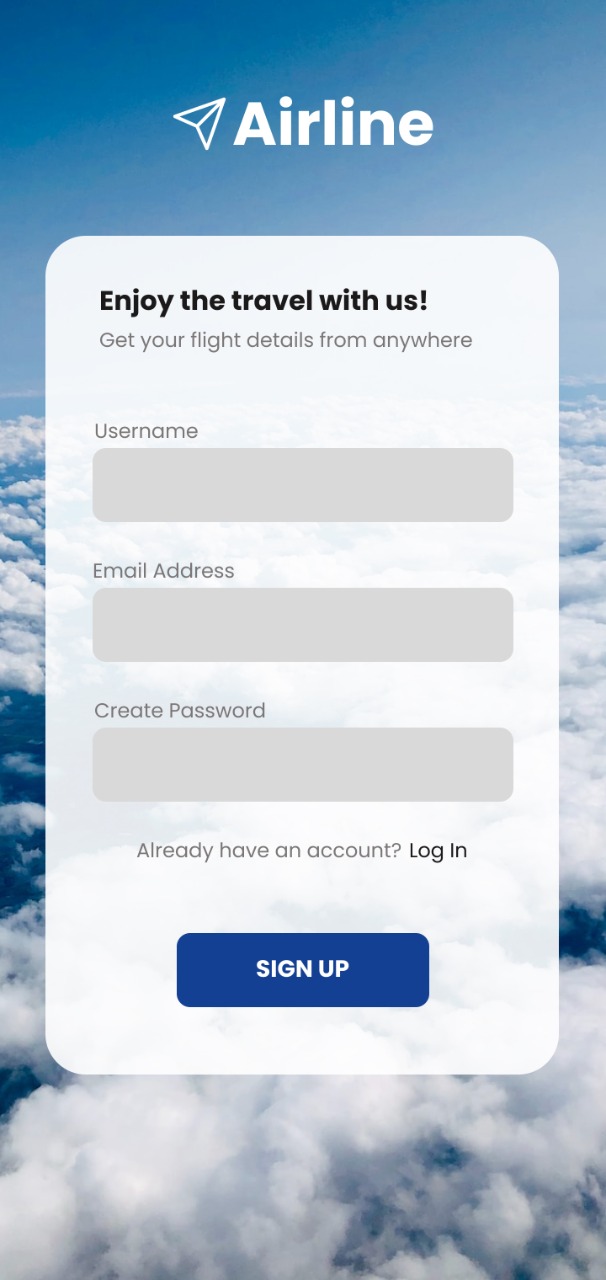 Airline
Enjoy the travel with us!
Get your flight details from anywhere
Username
Email Address
Create Password
Already have an account? Log In
SIGN UP